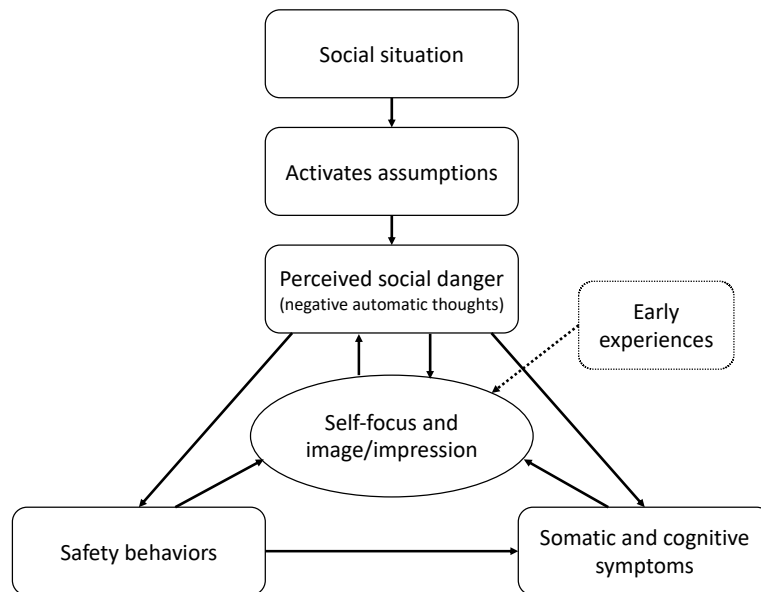 Social situation
Activates assumptions
Perceived social danger
(negative automatic thoughts)
Early
experiences
Self-focus and
image/impression
Safety behaviors
Somatic and cognitive
symptoms